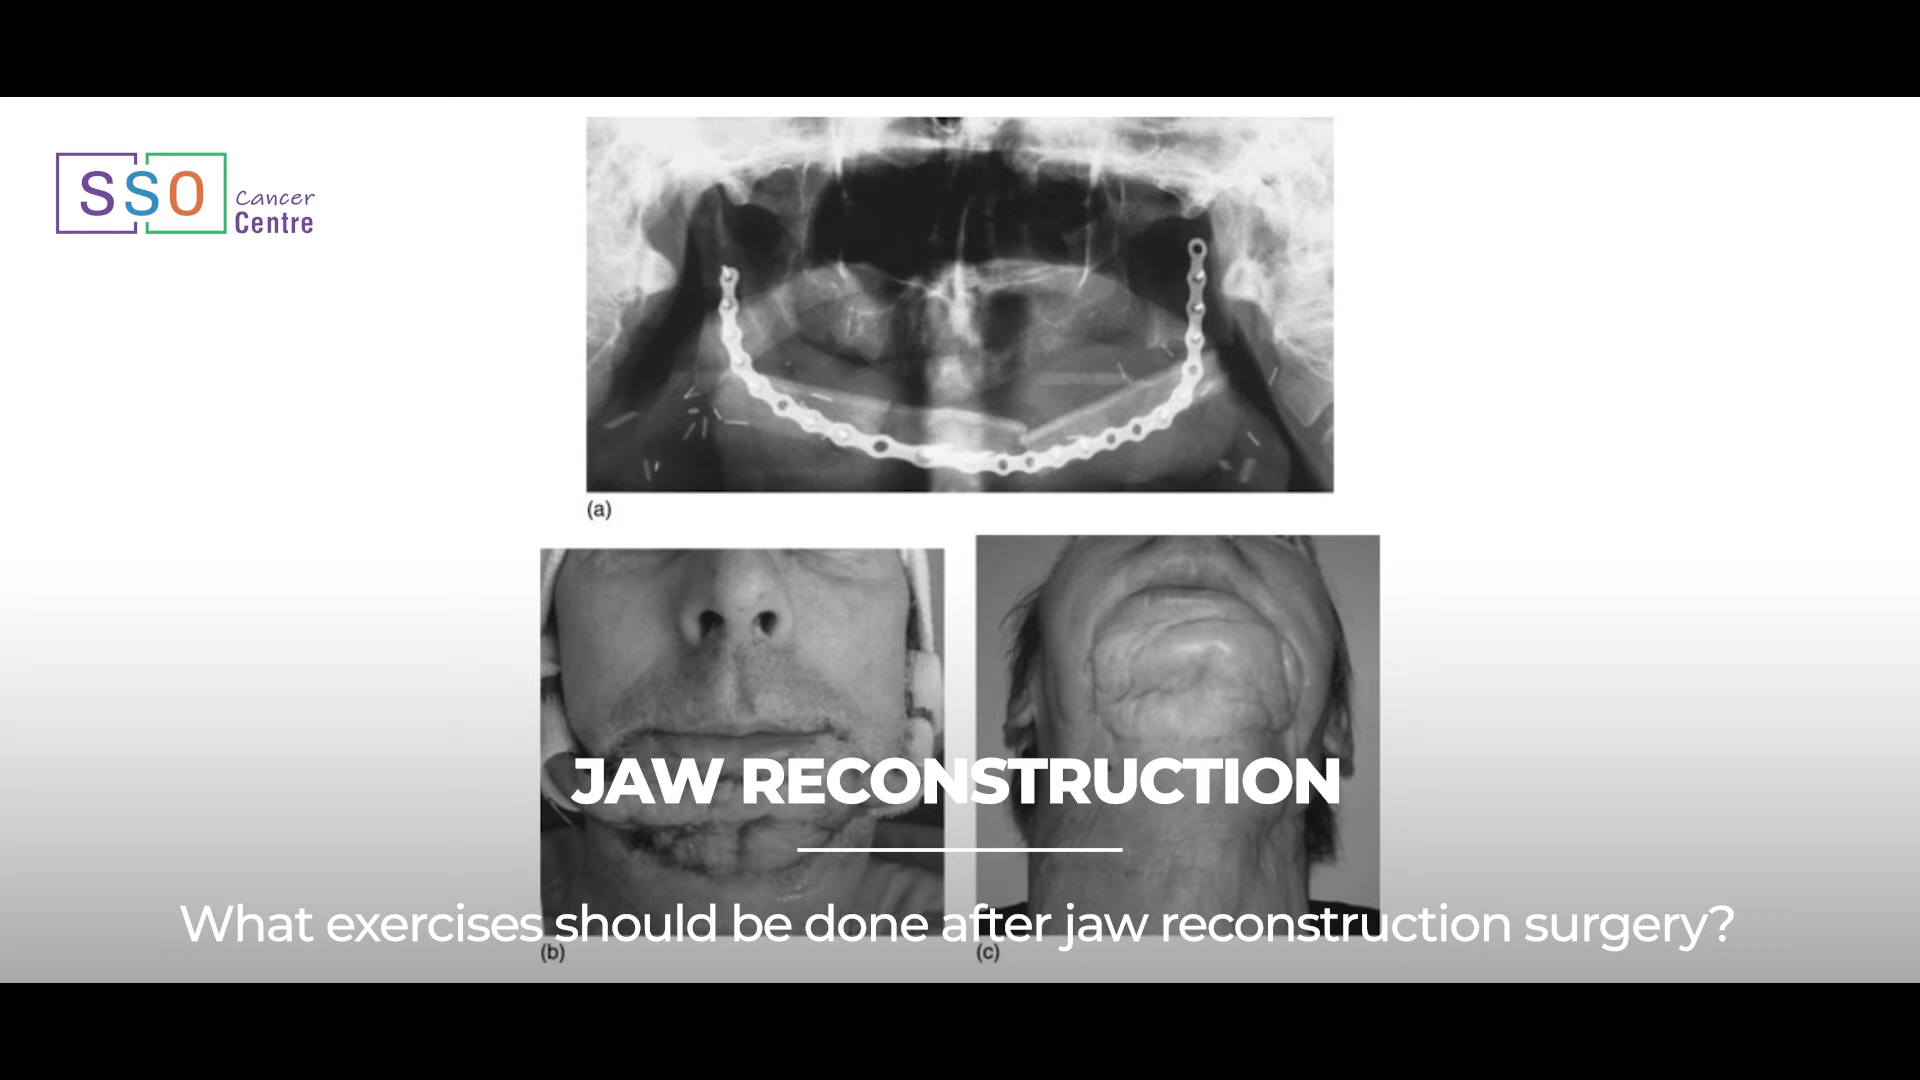 SSO Cancer
Centre
(a)
JAW RECONSTRUCTION
What exercises should be done after jaw reconstruction surgery?
(b)
(c)